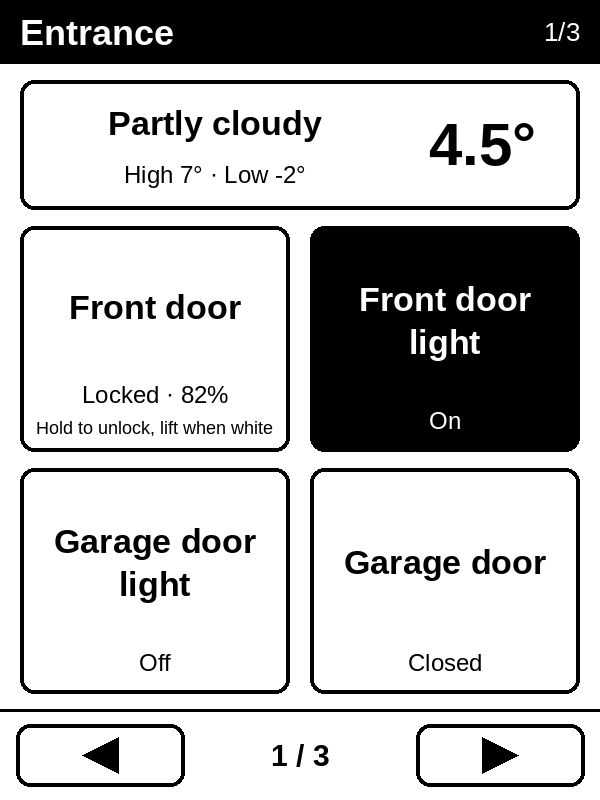 Entrance
1/3
Partly cloudy
High 7° · Low -2°
4.5°
Front door
Locked · 82%
Hold to unlock, lift when white
Front door
light
On
Garage door
light
Off
Garage door
Closed
1 / 3